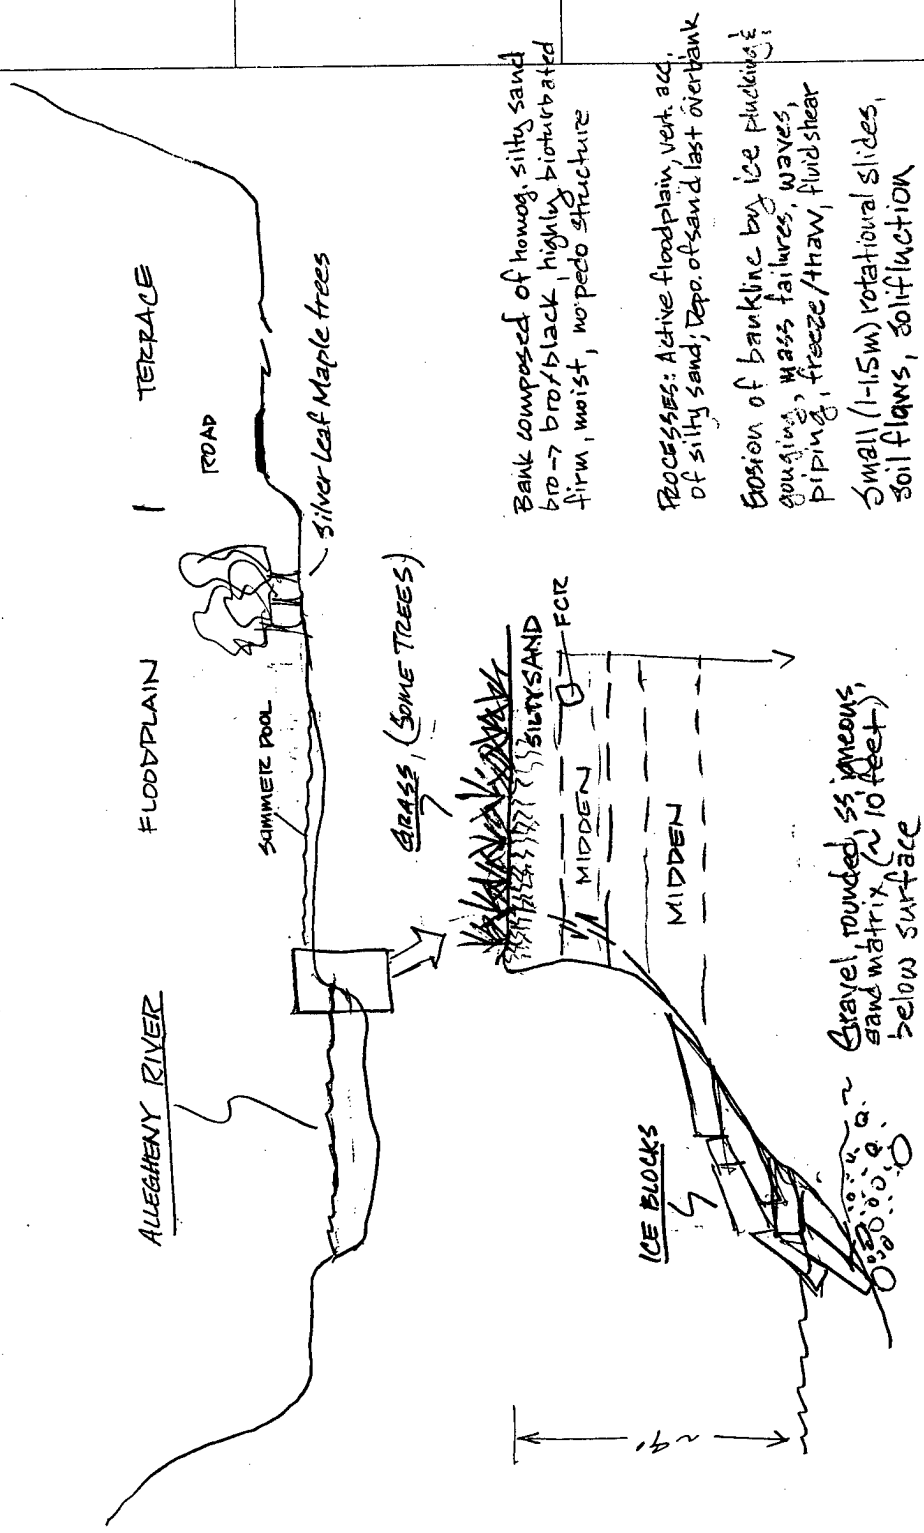 FLOODPLAIN | TERRACE
ALLEGHENY RIVER
SUMMER POOL
ROAD
Silver Leaf Maple trees
GRASS, (SOME TREES)
SILTY SAND
MIDDEN
FCR
MIDDEN
ICE BLOCKS
~9'
Gravel, rounded, ss, igneous,
sand matrix (~10 feet)
below surface
Bank composed of homog. silty sand
bro -> bro/black, highly bioturbated
firm, moist, no pedo structure
PROCESSES: Active floodplain, vert. acc.
of silty sand; Depo. of sand last overbank
Erosion of bankline by ice plucking &
gouging, mass failures, waves,
piping, freeze/thaw, fluid shear
Small (1-1.5m) rotational slides,
soil flows, solifluction